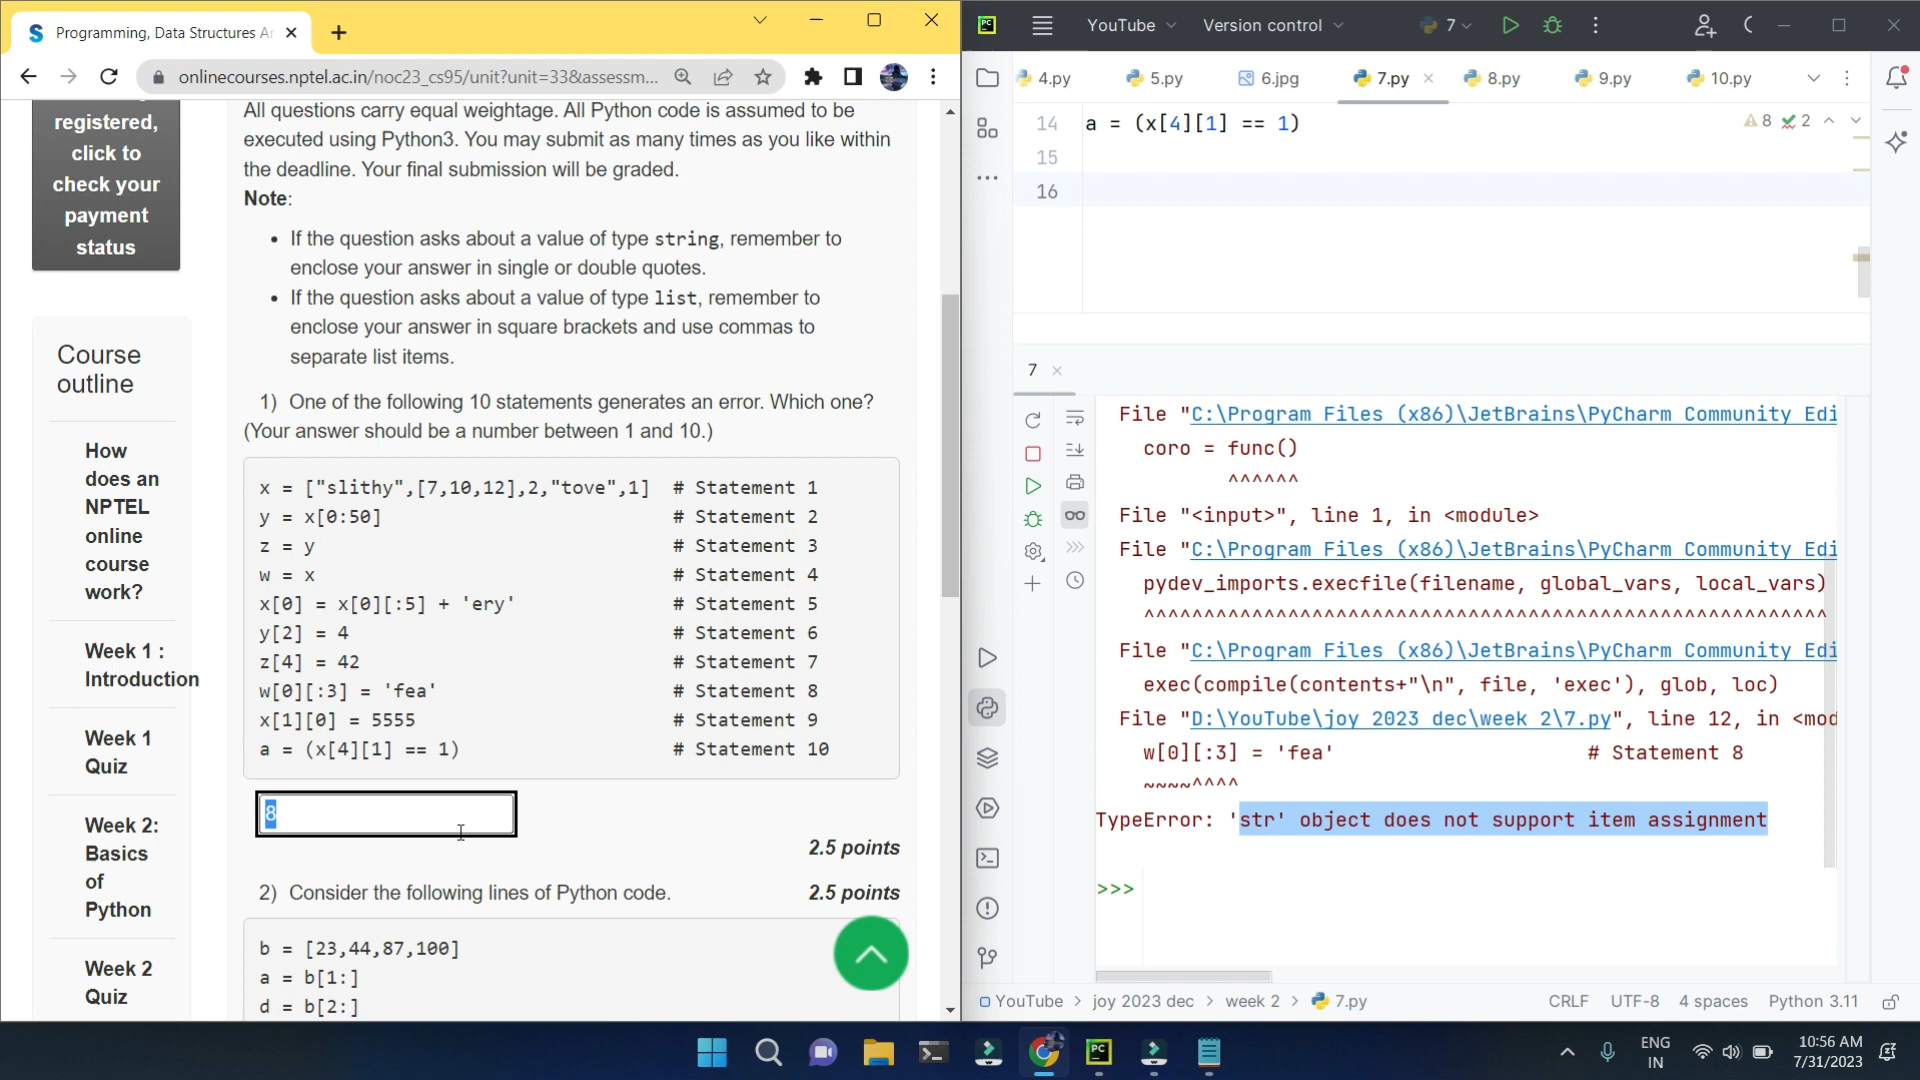 Programming, Data Structures Ar
onlinecourses.nptel.ac.in/noc23_cs95/unit?unit=33&assessm...
registered,
click to
check your
payment
status
Course
outline
How
does an
NPTEL
online
course
work?
Week 1 :
Introduction
Week 1
Quiz
Week 2:
Basics
of
Python
Week 2
Quiz
All questions carry equal weightage. All Python code is assumed to be
executed using Python3. You may submit as many times as you like within
the deadline. Your final submission will be graded.
Note:
If the question asks about a value of type string, remember to
enclose your answer in single or double quotes.
If the question asks about a value of type list, remember to
enclose your answer in square brackets and use commas to
separate list items.
1) One of the following 10 statements generates an error. Which one?
(Your answer should be a number between 1 and 10.)
x = ["slithy",[7,10,12],2,"tove",1] # Statement 1
y = x[0:50] # Statement 2
z = y # Statement 3
w = x # Statement 4
x[0] = x[0][:5] + 'ery' # Statement 5
y[2] = 4 # Statement 6
z[4] = 42 # Statement 7
w[0][:3] = 'fea' # Statement 8
x[1][0] = 5555 # Statement 9
a = (x[4][1] == 1) # Statement 10
8
2.5 points
2) Consider the following lines of Python code. 2.5 points
b = [23,44,87,100]
a = b[1:]
d = b[2:]
PC YouTube Version control 7
4.py 5.py 6.jpg 7.py 8.py 9.py 10.py
14 a = (x[4][1] == 1) 8 2
15
16
7
File "C:\Program Files (x86)\JetBrains\PyCharm Community Edi
coro = func()
^^^^^^
File "<input>", line 1, in <module>
File "C:\Program Files (x86)\JetBrains\PyCharm Community Edi
pydev_imports.execfile(filename, global_vars, local_vars)
^^^^^^^^^^^^^^^^^^^^^^^^^^^^^^^^^^^^^^^^^^^^^^^^^^^^^^^^^
File "C:\Program Files (x86)\JetBrains\PyCharm Community Edi
exec(compile(contents+"\n", file, 'exec'), glob, loc)
File "D:\YouTube\joy 2023 dec\week 2\7.py", line 12, in <mod
w[0][:3] = 'fea' # Statement 8
~~~~^^^^
TypeError: 'str' object does not support item assignment
>>>
YouTube > joy 2023 dec > week 2 > 7.py CRLF UTF-8 4 spaces Python 3.11
PC
ENG
IN
10:56 AM
7/31/2023